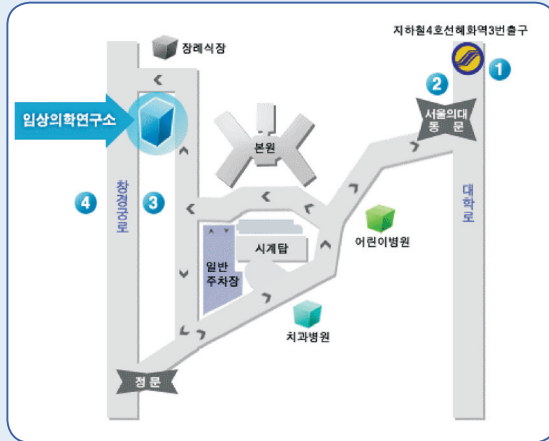 지하철4호선혜화역3번출구
장례식장
1
2
임상의학연구소
서울의대
동 문
본원
창경궁로
4
3
대학로
어린이병원
시계탑
일반
주차장
치과병원
정 문